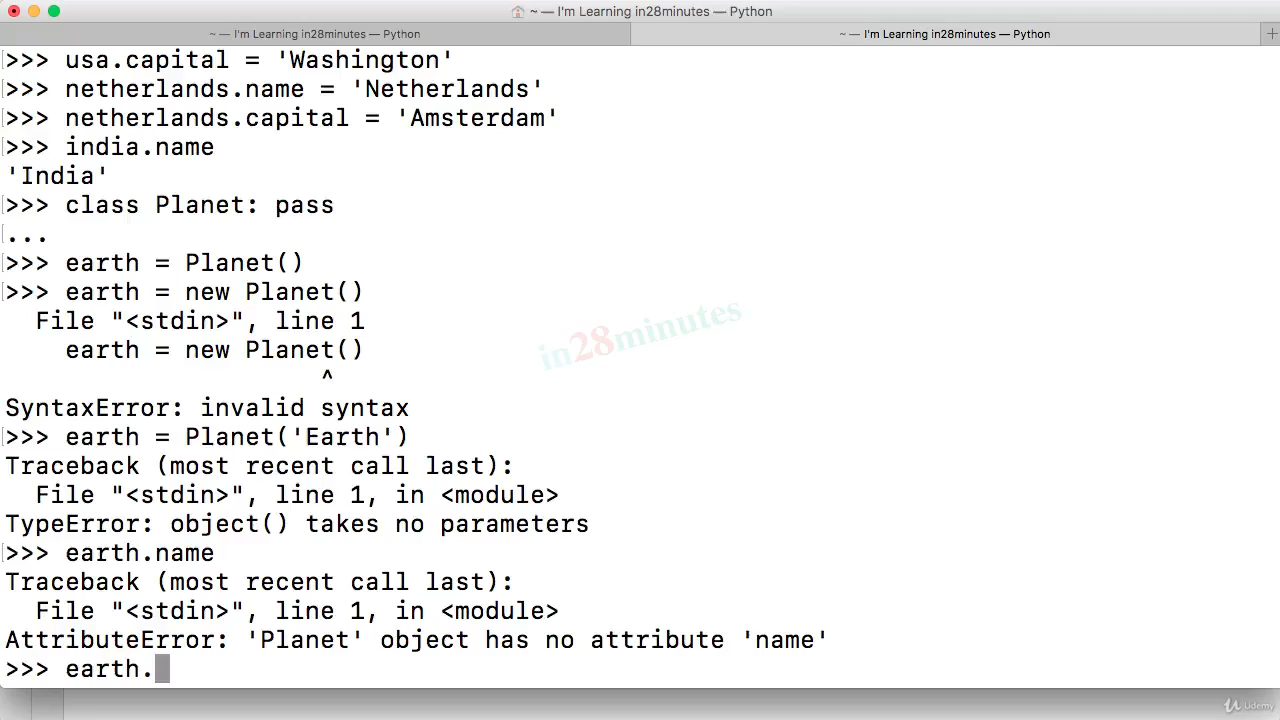 ~ — I'm Learning in28minutes — Python
~ — I'm Learning in28minutes — Python
~ — I'm Learning in28minutes — Python
>>> usa.capital = 'Washington'
>>> netherlands.name = 'Netherlands'
>>> netherlands.capital = 'Amsterdam'
>>> india.name
'India'
>>> class Planet: pass
...
>>> earth = Planet()
>>> earth = new Planet()
  File "<stdin>", line 1
    earth = new Planet()
                     ^
SyntaxError: invalid syntax
>>> earth = Planet('Earth')
Traceback (most recent call last):
  File "<stdin>", line 1, in <module>
TypeError: object() takes no parameters
>>> earth.name
Traceback (most recent call last):
  File "<stdin>", line 1, in <module>
AttributeError: 'Planet' object has no attribute 'name'
>>> earth.
in28minutes
Udemy